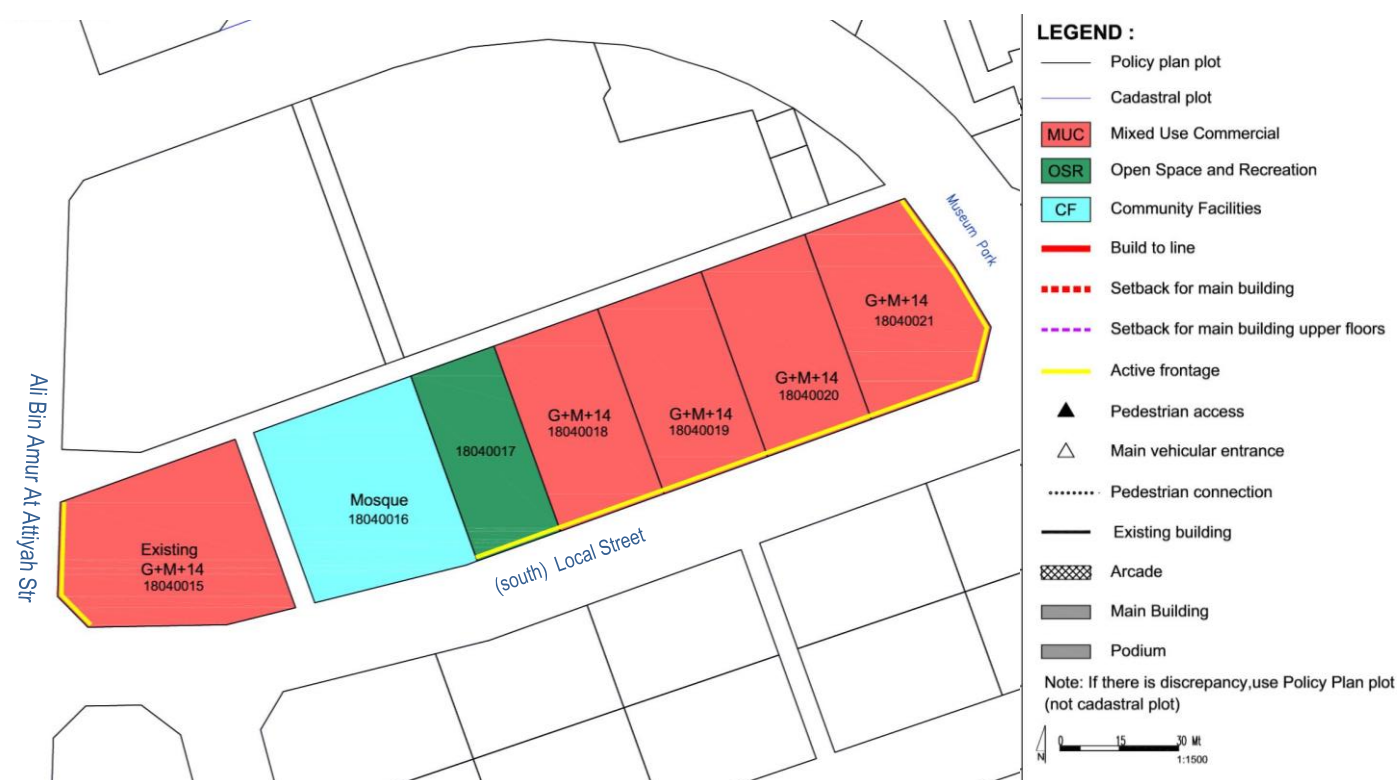 Museum Park
G+M+14
18040021
G+M+14
18040020
G+M+14
18040019
G+M+14
18040018
18040017
Mosque
18040016
Existing
G+M+14
18040015
Ali Bin Amur At Attiyah Str
(south) Local Street
LEGEND :
Policy plan plot
Cadastral plot
MUC Mixed Use Commercial
OSR Open Space and Recreation
CF Community Facilities
Build to line
Setback for main building
Setback for main building upper floors
Active frontage
Pedestrian access
Main vehicular entrance
Pedestrian connection
Existing building
Arcade
Main Building
Podium
Note: If there is discrepancy,use Policy Plan plot
(not cadastral plot)
N
0 15 30 Mt
1:1500